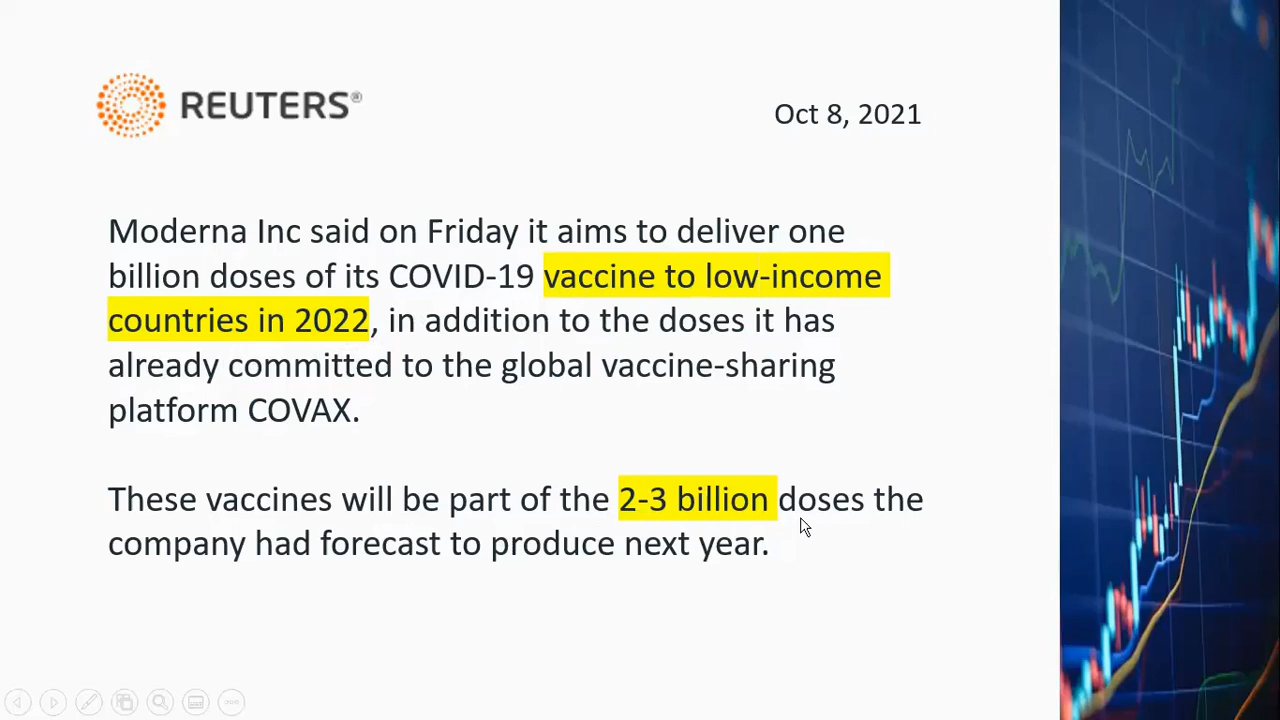 REUTERS®
Oct 8, 2021
Moderna Inc said on Friday it aims to deliver one
billion doses of its COVID-19 vaccine to low-income
countries in 2022, in addition to the doses it has
already committed to the global vaccine-sharing
platform COVAX.
These vaccines will be part of the 2-3 billion doses the
company had forecast to produce next year.